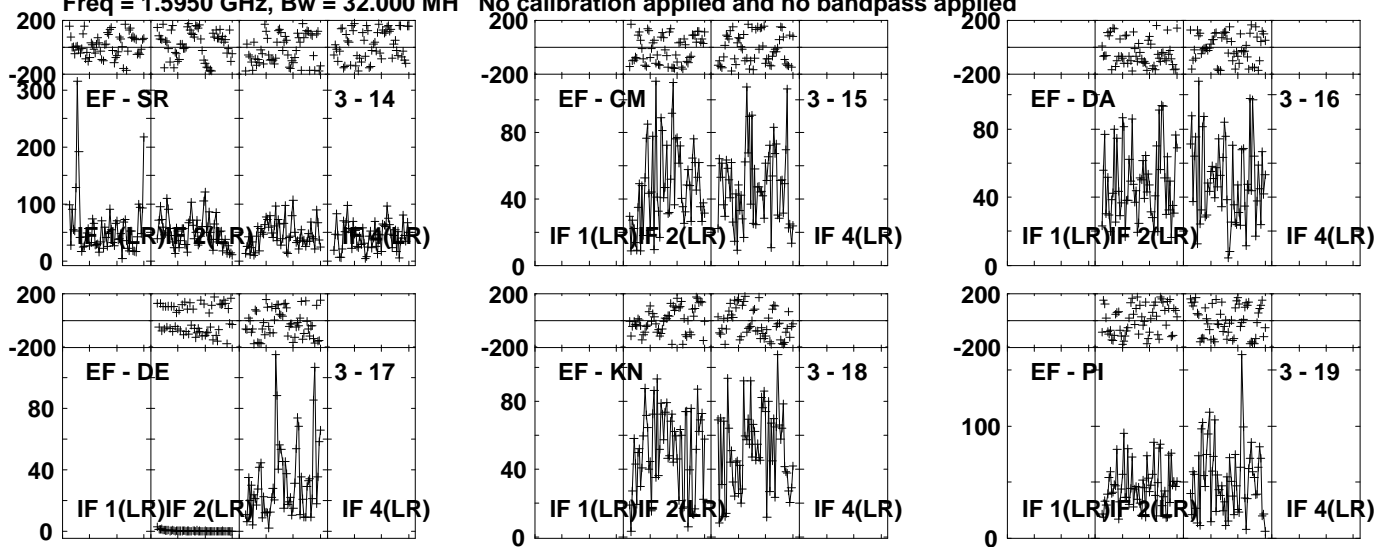 Freq = 1.5950 GHz, Bw = 32.000 MH No calibration applied and no bandpass applied
200
-200
300
200
100
0
EF - SR
3 - 14
IF 1(LR)
IF 2(LR)
IF 4(LR)
200
-200
80
40
0
EF - CM
3 - 15
IF 1(LR)
IF 2(LR)
IF 4(LR)
200
-200
80
40
0
EF - DA
3 - 16
IF 1(LR)
IF 2(LR)
IF 4(LR)
200
-200
80
40
0
EF - DE
3 - 17
IF 1(LR)
IF 2(LR)
IF 4(LR)
200
-200
80
40
0
EF - KN
3 - 18
IF 1(LR)
IF 2(LR)
IF 4(LR)
200
-200
100
0
EF - PI
3 - 19
IF 1(LR)
IF 2(LR)
IF 4(LR)